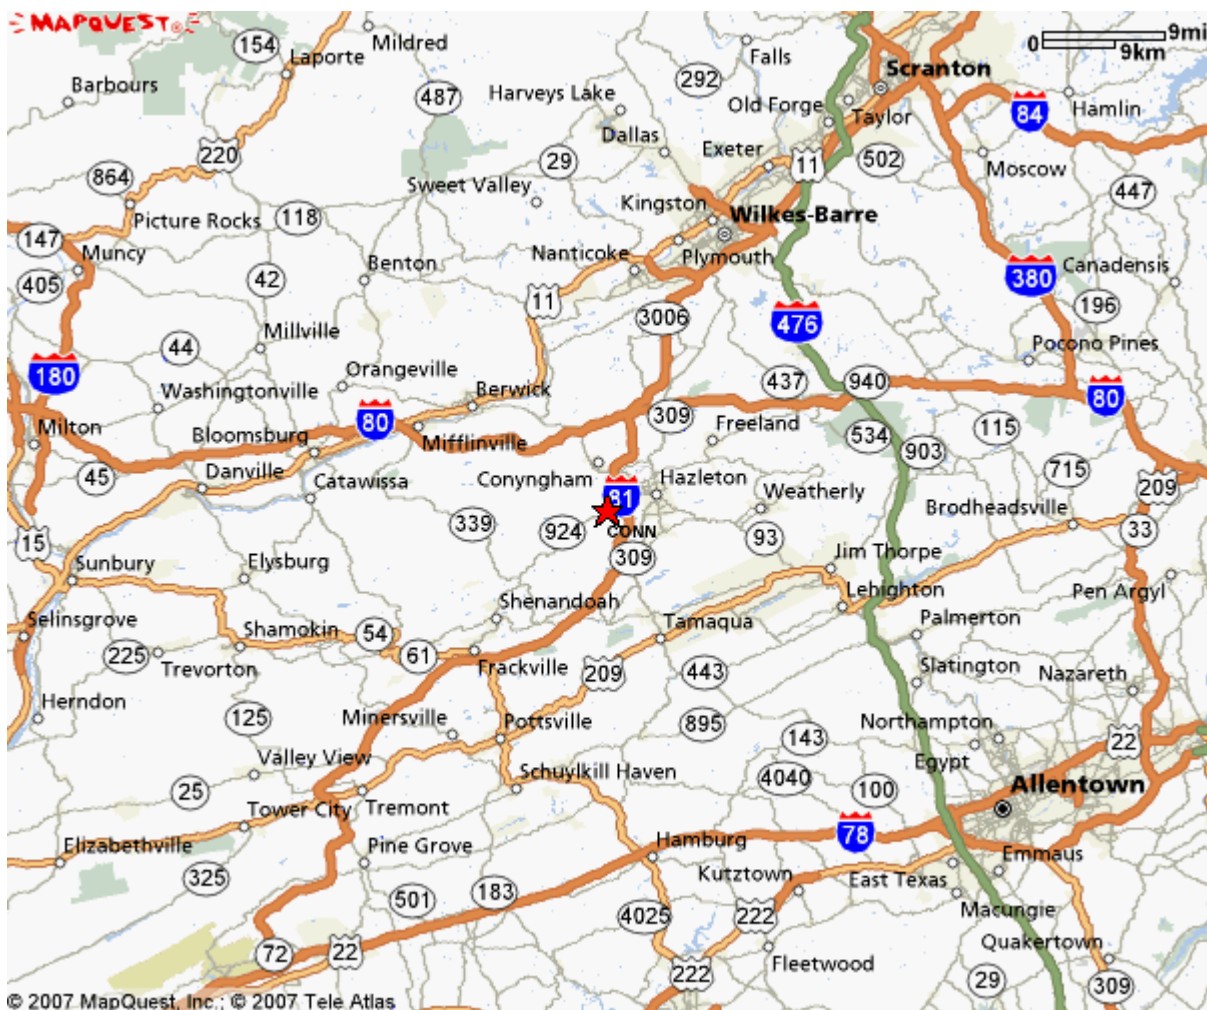 MAPQUEST
154
Mildred
Laporte
Falls
0
9mi
9km
Scranton
Barbours
487
Harveys Lake
292
Old Forge
Taylor
84
Hamlin
Dallas
220
29
Exeter
11
502
Moscow
864
Sweet Valley
447
Picture Rocks
118
Kingston
Wilkes-Barre
147
Muncy
Nanticoke
Plymouth
405
42
Benton
380
Canadensis
11
3006
476
196
Millville
44
Pocono Pines
180
Orangeville
Washingtonville
Berwick
437
940
80
80
309
Freeland
Milton
Bloomsburg
Mifflinville
534
903
115
45
Danville
Conyngham
715
Catawissa
81
Hazleton
Weatherly
209
Brodheadsville
339
924
CONN
93
33
15
309
Jim Thorpe
Sunbury
Elysburg
Lehighton
Pen Argyl
Shenandoah
Selinsgrove
Shamokin
54
Tamaqua
Palmerton
225
Trevorton
61
Frackville
209
443
Slatington
Nazareth
Herndon
125
Minersville
Pottsville
895
Northampton
143
22
Valley View
Egypt
25
Schuylkill Haven
4040
100
Allentown
Tower City
Tremont
78
Elizabethville
Pine Grove
Hamburg
Emmaus
325
Kutztown
East Texas
501
183
4025
222
Macungie
72
22
Quakertown
222
Fleetwood
29
309
© 2007 MapQuest, Inc.; © 2007 Tele Atlas